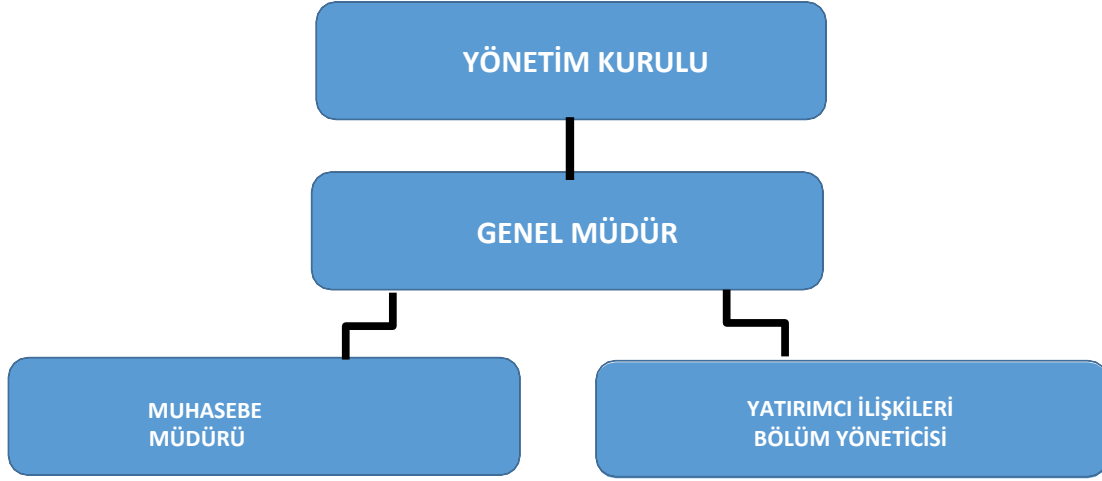 YÖNETİM KURULU
GENEL MÜDÜR
MUHASEBE
MÜDÜRÜ
YATIRIMCI İLİŞKİLERİ
BÖLÜM YÖNETİCİSİ